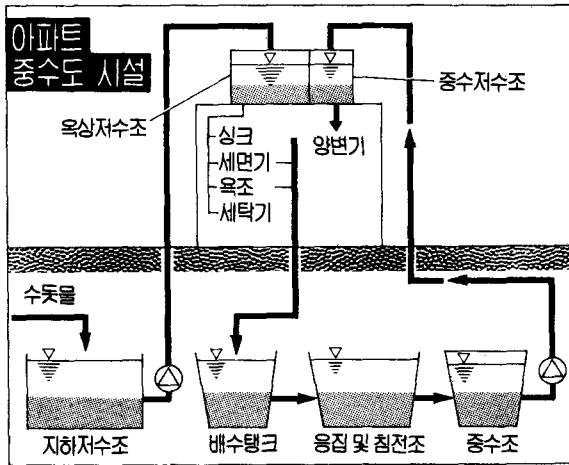 아파트
중수도 시설
중수저수조
옥상저수조
싱크
세면기
욕조
세탁기
양변기
수돗물
지하저수조
배수탱크
응집 및 침전조
중수조